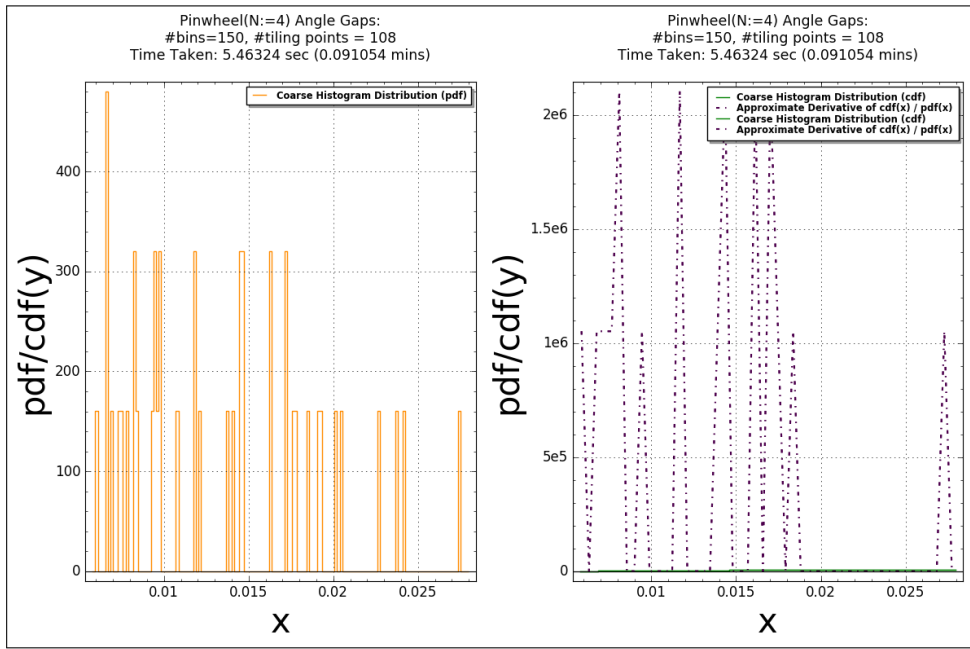 Pinwheel(N:=4) Angle Gaps:
#bins=150, #tiling points = 108
Time Taken: 5.46324 sec (0.091054 mins)
Coarse Histogram Distribution (pdf)
400
300
200
100
0
pdf/cdf(y)
0.01
0.015
0.02
0.025
x
Pinwheel(N:=4) Angle Gaps:
#bins=150, #tiling points = 108
Time Taken: 5.46324 sec (0.091054 mins)
Coarse Histogram Distribution (cdf)
Approximate Derivative of cdf(x) / pdf(x)
Coarse Histogram Distribution (cdf)
Approximate Derivative of cdf(x) / pdf(x)
2e6
1.5e6
1e6
5e5
0
pdf/cdf(y)
0.01
0.015
0.02
0.025
x